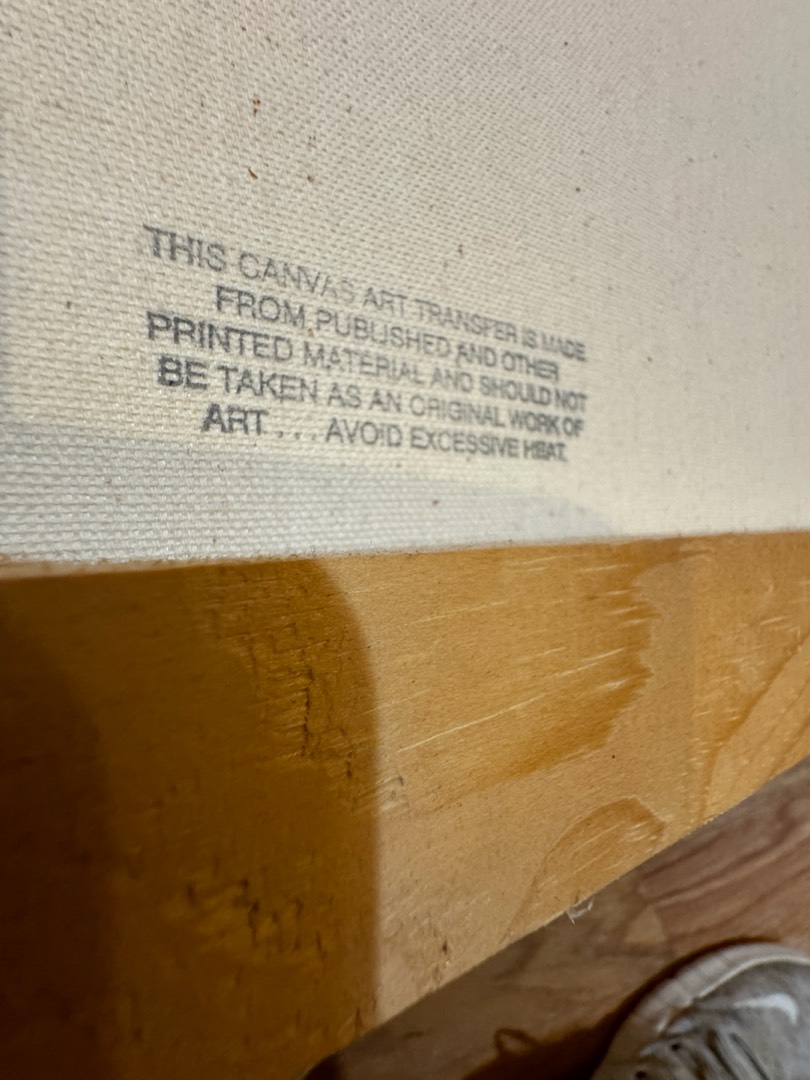 THIS CANVAS ART TRANSFER IS MADE
FROM PUBLISHED AND OTHER
PRINTED MATERIAL AND SHOULD NOT
BE TAKEN AS AN ORIGINAL WORK OF
ART . . . AVOID EXCESSIVE HEAT.